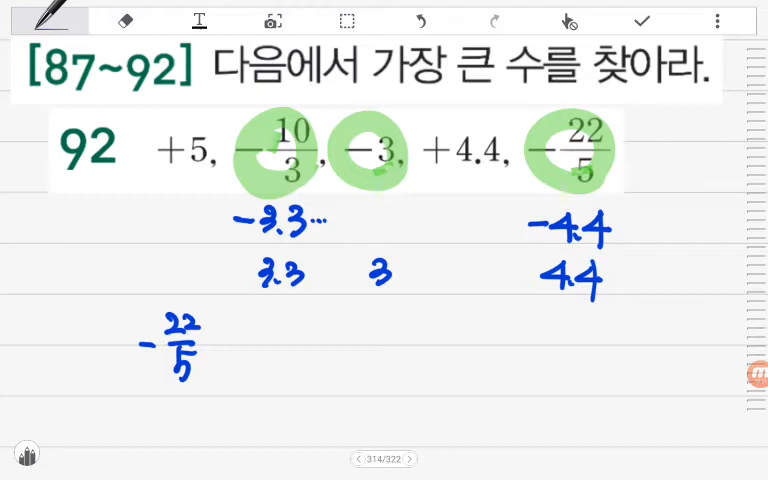 T
[87~92] 다음에서 가장 큰 수를 찾아라.
92 +5, -10/3, -3, +4.4, -22/5
-3.3… -4.4
3.3 3 4.4
-22/5
314/322